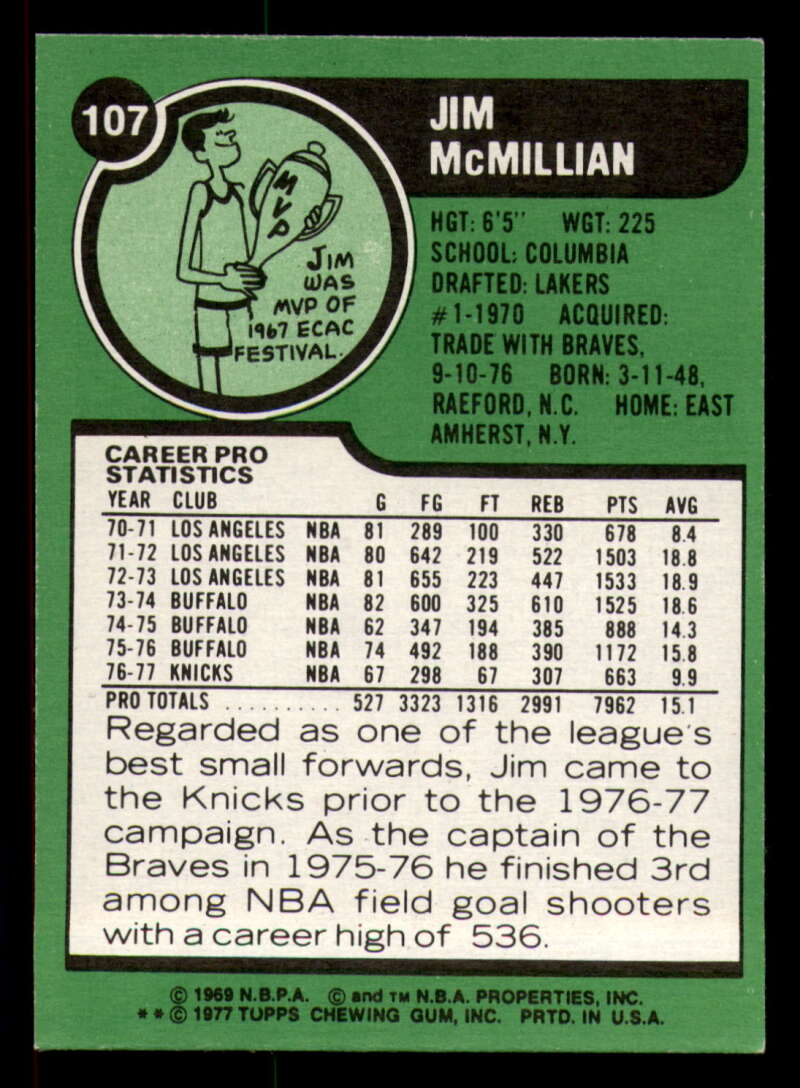 107
JIM
McMILLIAN
MVP
JIM
WAS
MVP OF
1967 ECAC
FESTIVAL.
HGT: 6'5" WGT: 225
SCHOOL: COLUMBIA
DRAFTED: LAKERS
#1-1970 ACQUIRED:
TRADE WITH BRAVES,
9-10-76 BORN: 3-11-48,
RAEFORD, N.C. HOME: EAST
AMHERST, N.Y.
CAREER PRO
STATISTICS
YEAR CLUB G FG FT REB PTS AVG
70-71 LOS ANGELES NBA 81 289 100 330 678 8.4
71-72 LOS ANGELES NBA 80 642 219 522 1503 18.8
72-73 LOS ANGELES NBA 81 655 223 447 1533 18.9
73-74 BUFFALO NBA 82 600 325 610 1525 18.6
74-75 BUFFALO NBA 62 347 194 385 888 14.3
75-76 BUFFALO NBA 74 492 188 390 1172 15.8
76-77 KNICKS NBA 67 298 67 307 663 9.9
PRO TOTALS .......... 527 3323 1316 2991 7962 15.1
Regarded as one of the league's
best small forwards, Jim came to
the Knicks prior to the 1976-77
campaign. As the captain of the
Braves in 1975-76 he finished 3rd
among NBA field goal shooters
with a career high of 536.
© 1969 N.B.P.A. © and TM N.B.A. PROPERTIES, INC.
**© 1977 TOPPS CHEWING GUM, INC. PRTD. IN U.S.A.